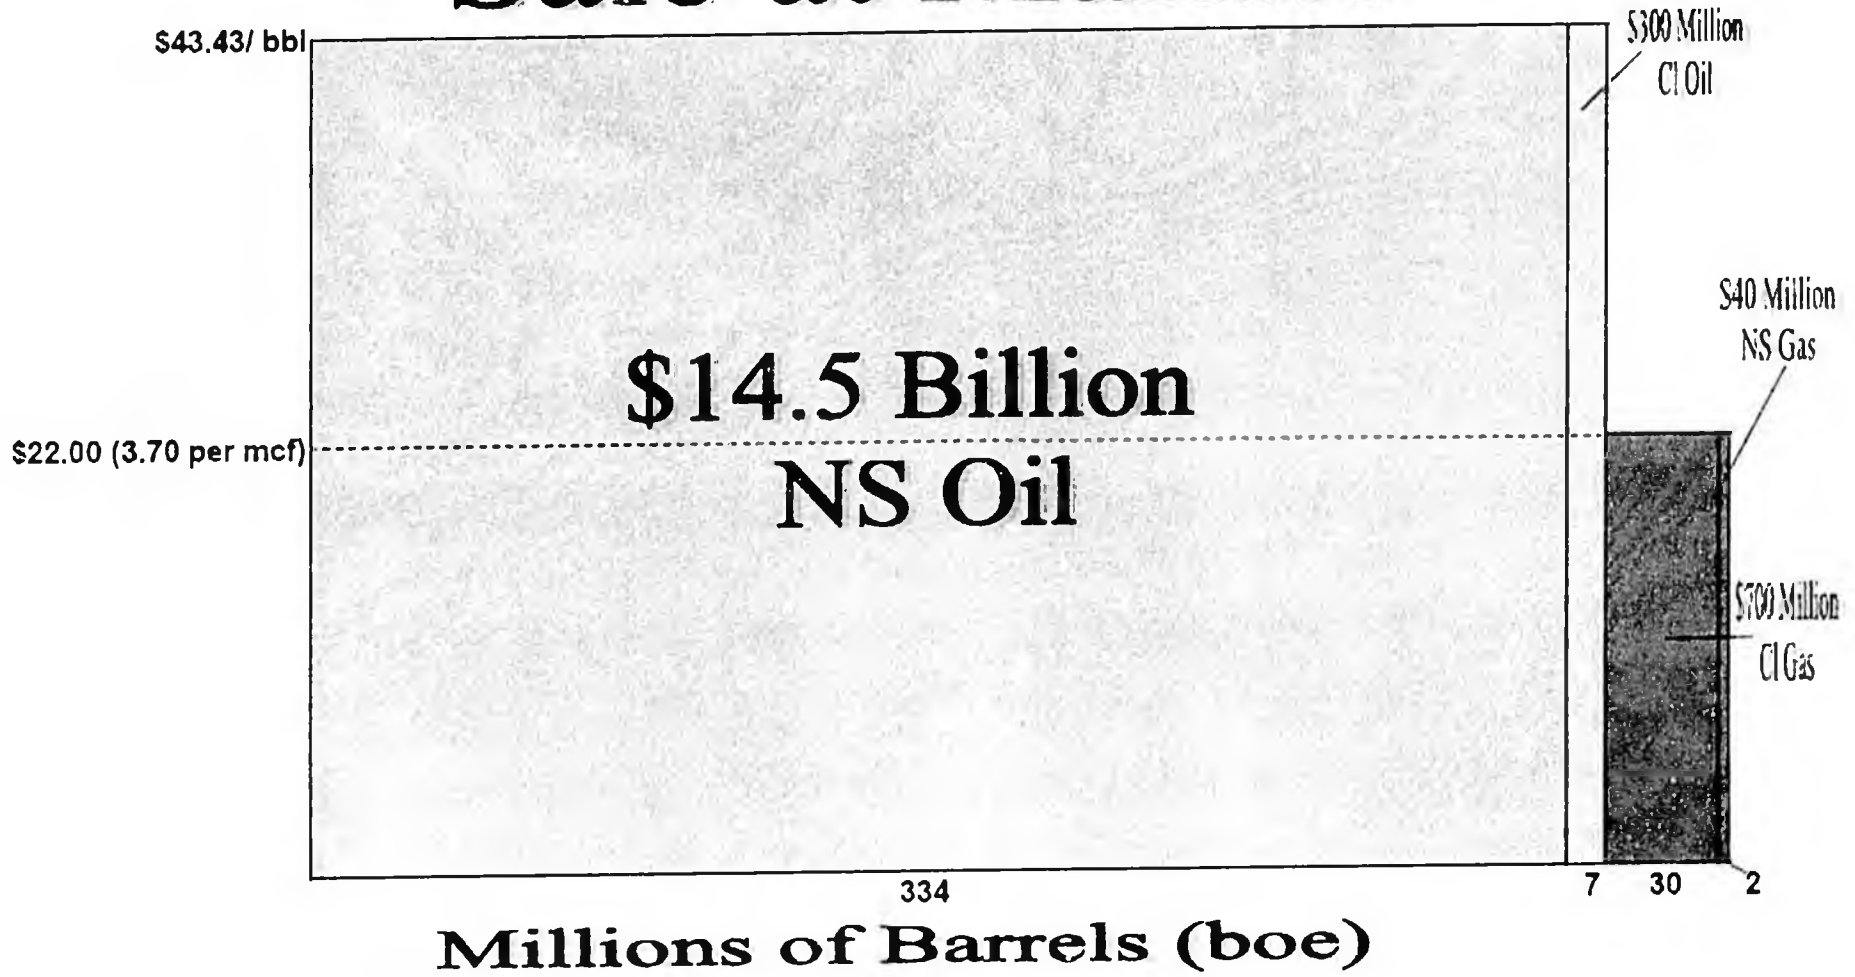 $43.43/ bbl
$300 Million
CI Oil
$40 Million
NS Gas
$14.5 Billion
$22.00 (3.70 per mcf)
NS Oil
$700 Million
CI Gas
334
7
30
2
Millions of Barrels (boe)